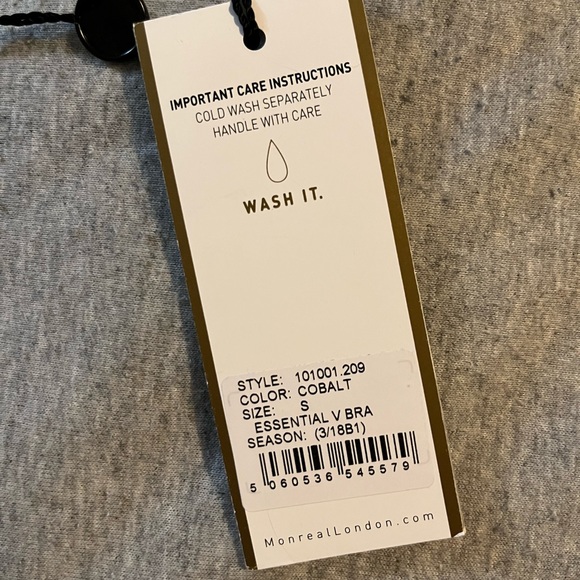 IMPORTANT CARE INSTRUCTIONS
COLD WASH SEPARATELY
HANDLE WITH CARE
WASH IT.
STYLE: 101001.209
COLOR: COBALT
SIZE: S
ESSENTIAL V BRA
SEASON: (3/18B1)
5 060536 545579
MonrealLondon.com